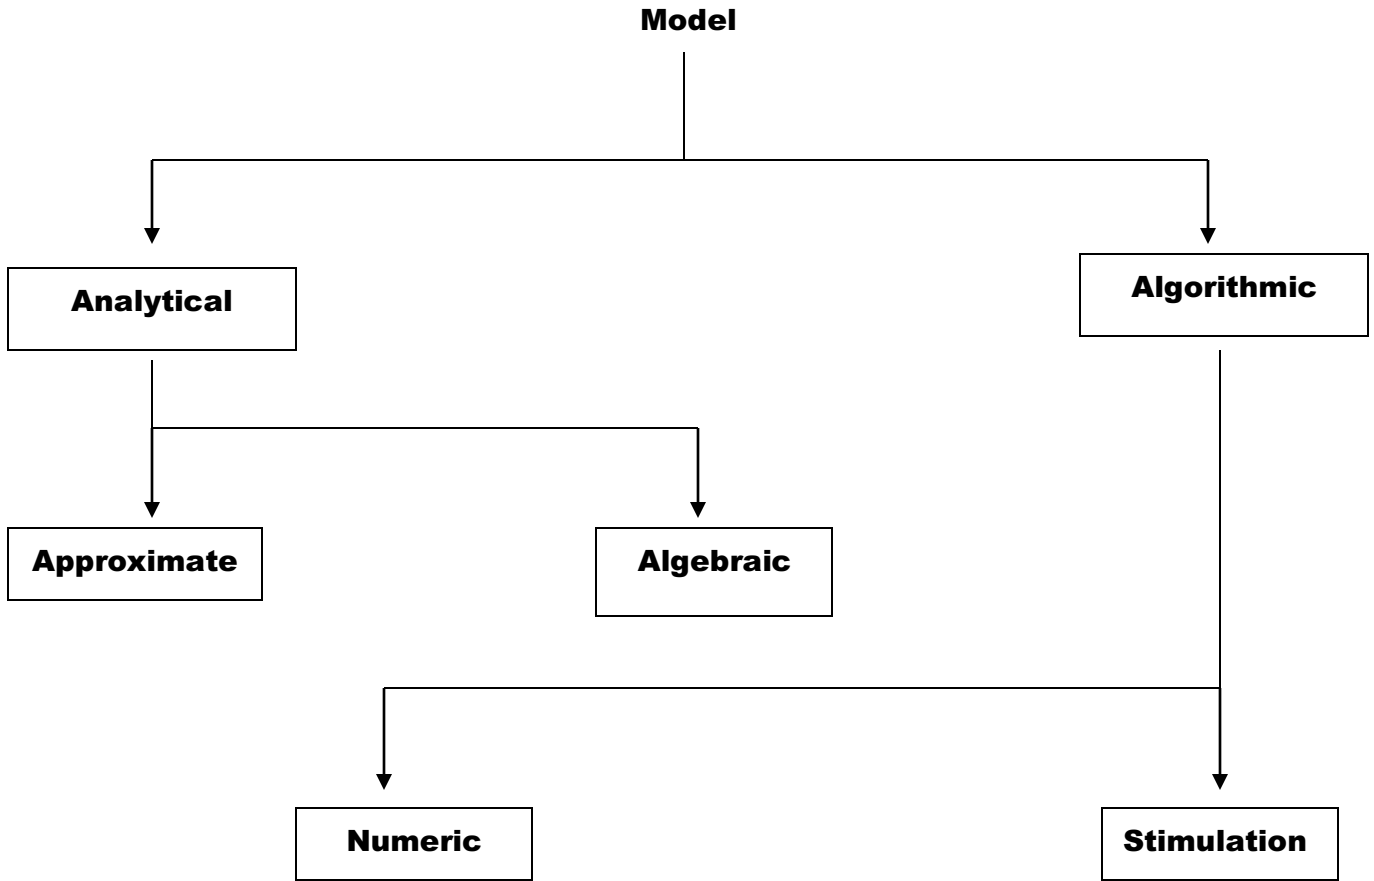 Model
Analytical
Algorithmic
Approximate
Algebraic
Numeric
Stimulation